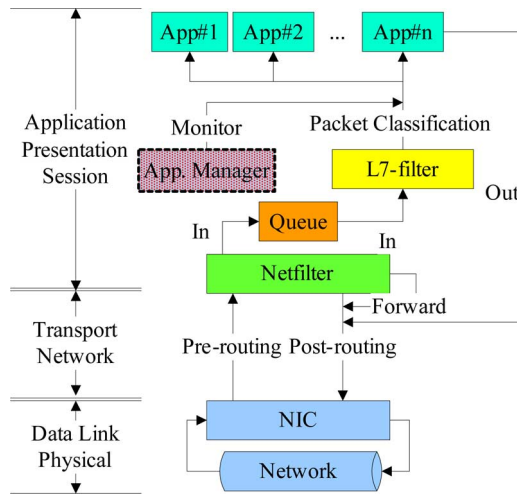 App#1 App#2 ... App#n
Application
Presentation
Session
Monitor
Packet Classification
App. Manager
L7-filter
Out
In
Queue
In
Netfilter
Forward
Transport
Network
Pre-routing
Post-routing
Data Link
Physical
NIC
Network